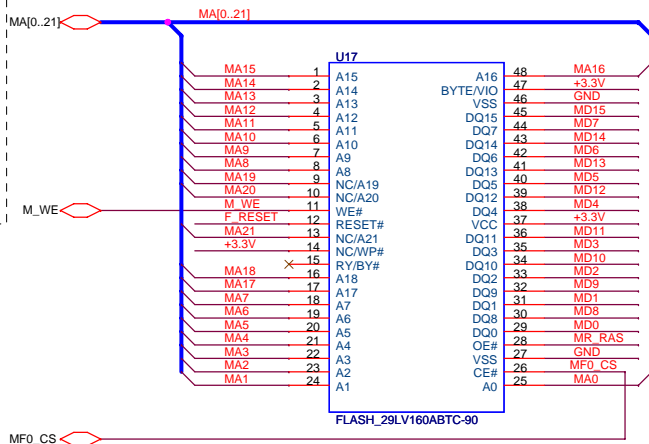 MA[0..21] MA[0..21]
U17
MA15 1 A15 A16 48 MA16
MA14 2 A14 BYTE/VIO 47 +3.3V
MA13 3 A13 VSS 46 GND
MA12 4 A12 DQ15 45 MD15
MA11 5 A11 DQ7 44 MD7
MA10 6 A10 DQ14 43 MD14
MA9 7 A9 DQ6 42 MD6
MA8 8 A8 DQ13 41 MD13
MA19 9 NC/A19 DQ5 40 MD5
MA20 10 NC/A20 DQ12 39 MD12
M_WE M_WE 11 WE# DQ4 38 MD4
F_RESET 12 RESET# VCC 37 +3.3V
MA21 13 NC/A21 DQ11 36 MD11
+3.3V 14 NC/WP# DQ3 35 MD3
15 RY/BY# DQ10 34 MD10
MA18 16 A18 DQ2 33 MD2
MA17 17 A17 DQ9 32 MD9
MA7 18 A7 DQ1 31 MD1
MA6 19 A6 DQ8 30 MD8
MA5 20 A5 DQ0 29 MD0
MA4 21 A4 OE# 28 MR_RAS
MA3 22 A3 VSS 27 GND
MA2 23 A2 CE# 26 MF0_CS
MA1 24 A1 A0 25 MA0
FLASH_29LV160ABTC-90
MF0_CS